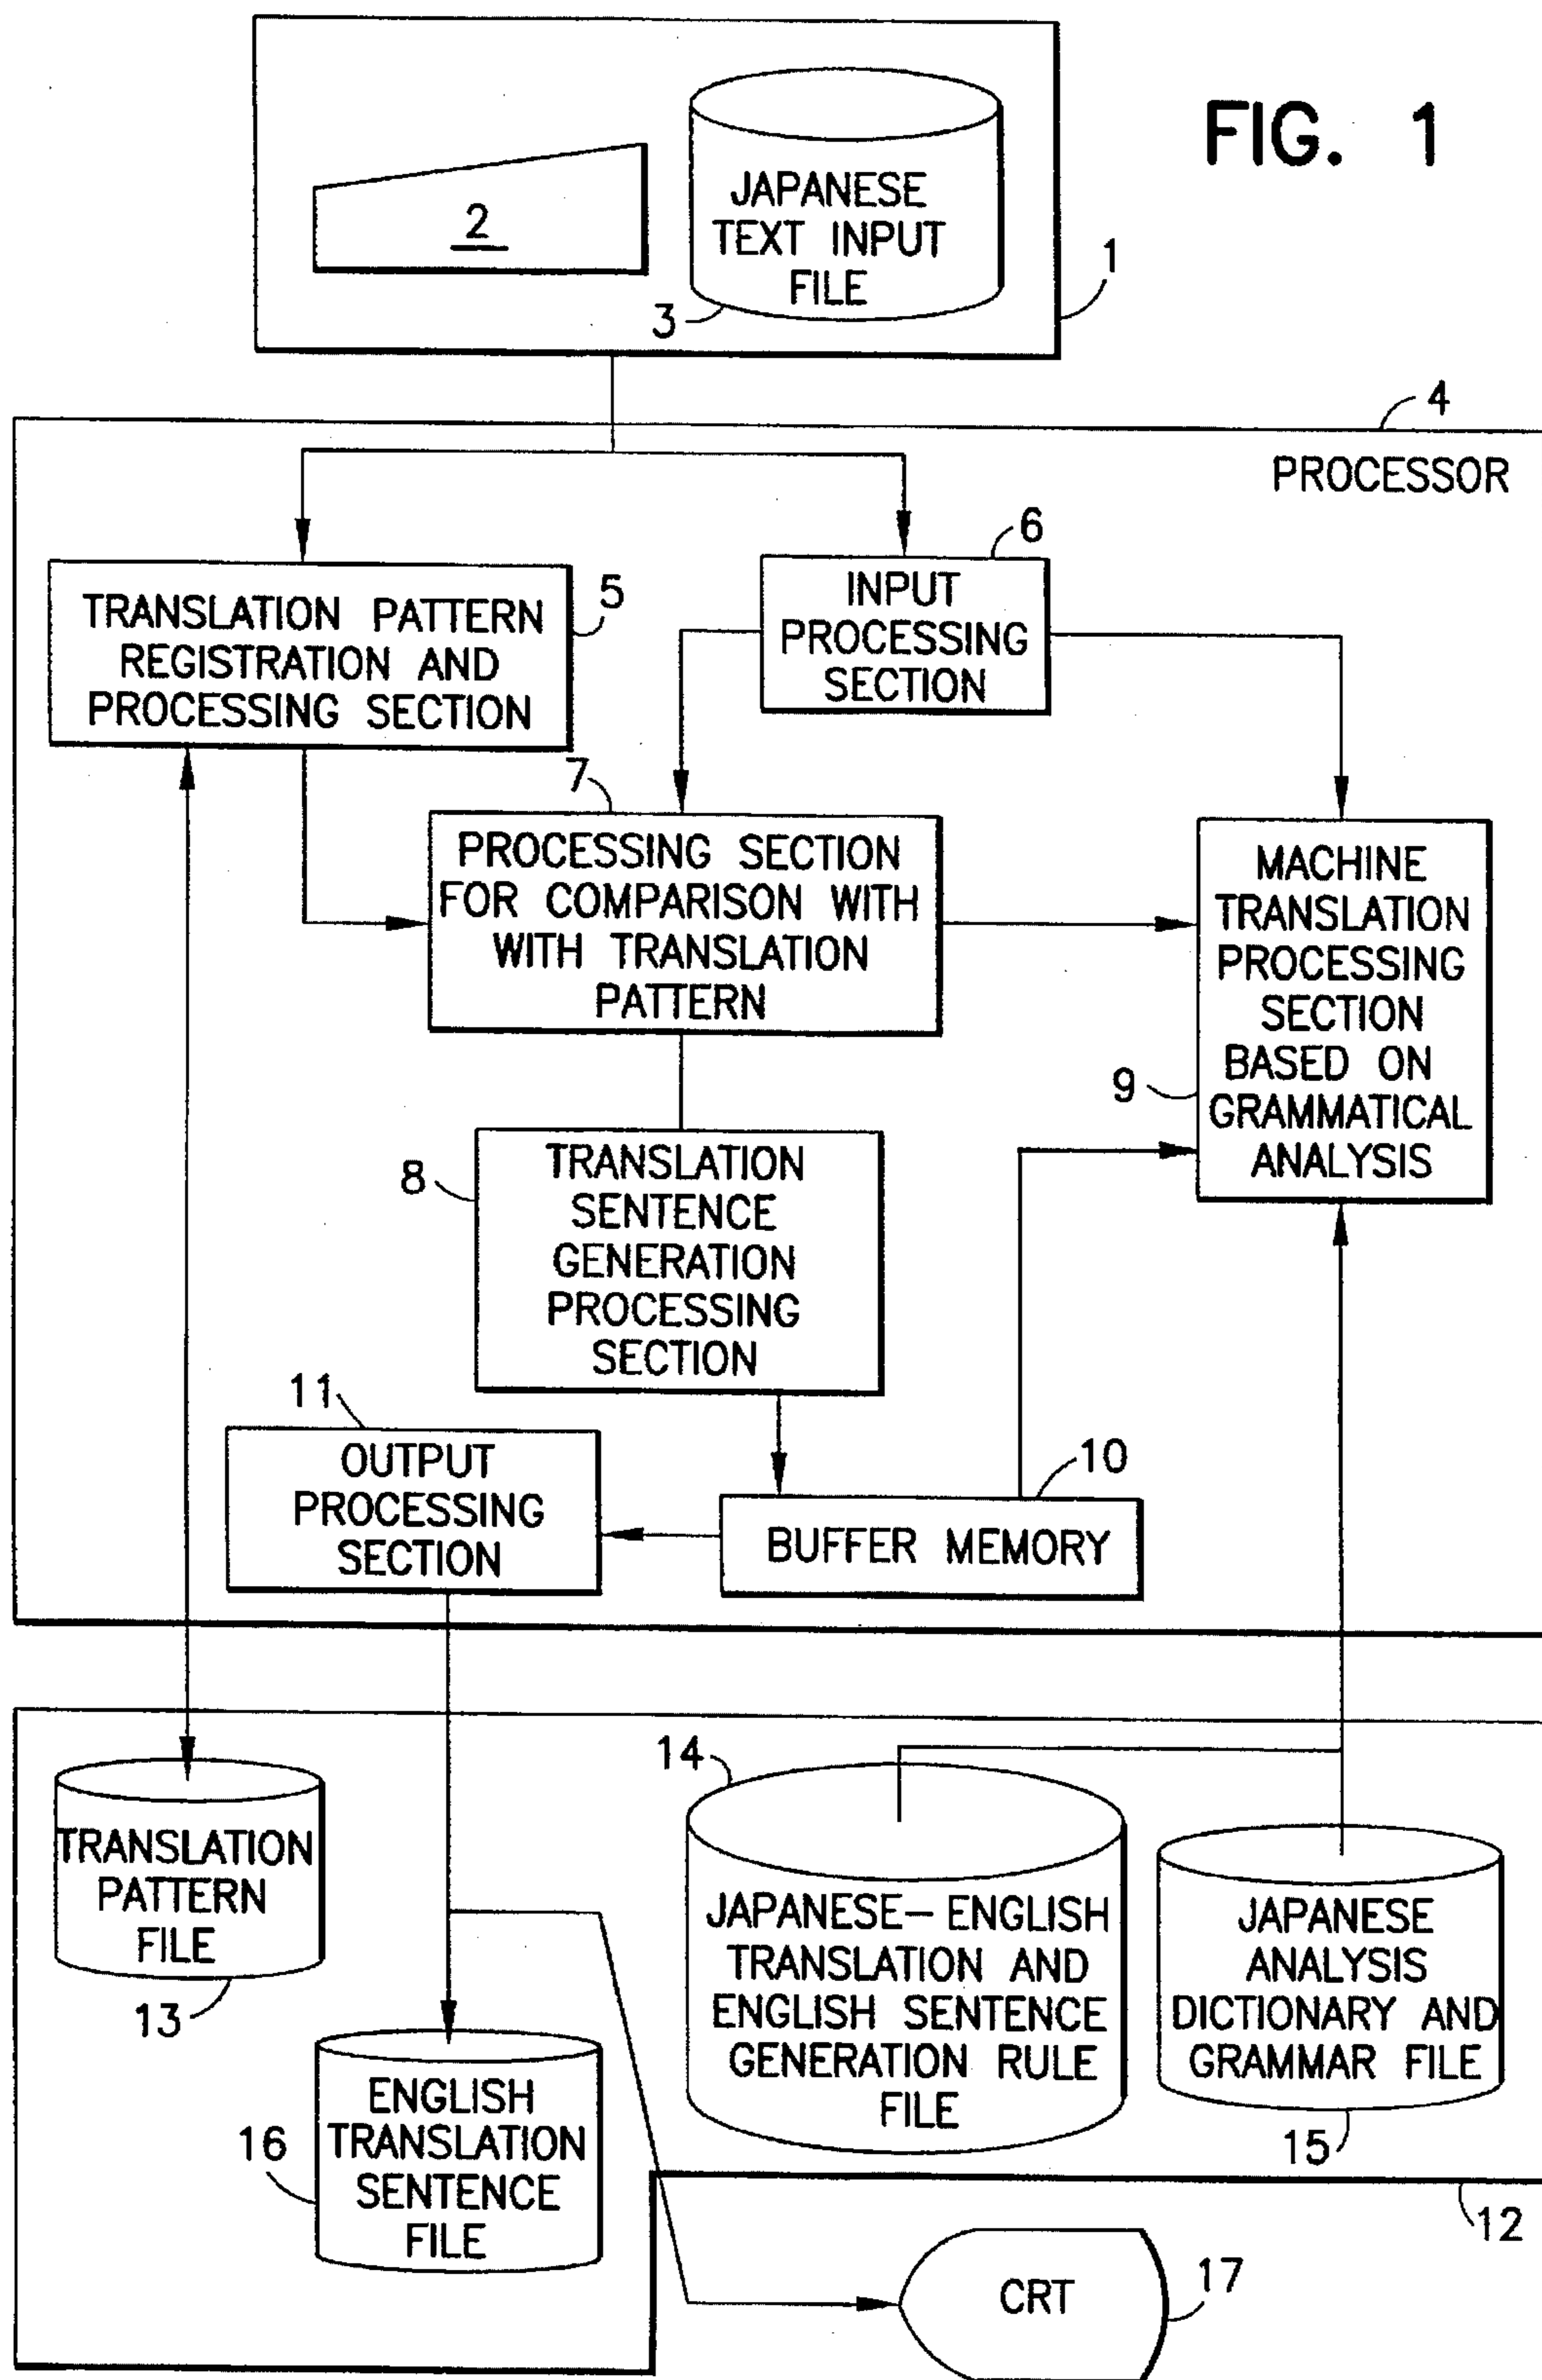 FIG. 1
2
JAPANESE
TEXT INPUT
FILE
3
1
4
PROCESSOR
6
INPUT
PROCESSING
SECTION
5
TRANSLATION PATTERN
REGISTRATION AND
PROCESSING SECTION
7
PROCESSING SECTION
FOR COMPARISON WITH
WITH TRANSLATION
PATTERN
MACHINE
TRANSLATION
PROCESSING
SECTION
BASED ON
GRAMMATICAL
ANALYSIS
9
8
TRANSLATION
SENTENCE
GENERATION
PROCESSING
SECTION
11
OUTPUT
PROCESSING
SECTION
10
BUFFER MEMORY
TRANSLATION
PATTERN
FILE
13
14
JAPANESE– ENGLISH
TRANSLATION AND
ENGLISH SENTENCE
GENERATION RULE
FILE
JAPANESE
ANALYSIS
DICTIONARY AND
GRAMMAR FILE
15
16
ENGLISH
TRANSLATION
SENTENCE
FILE
12
CRT
17